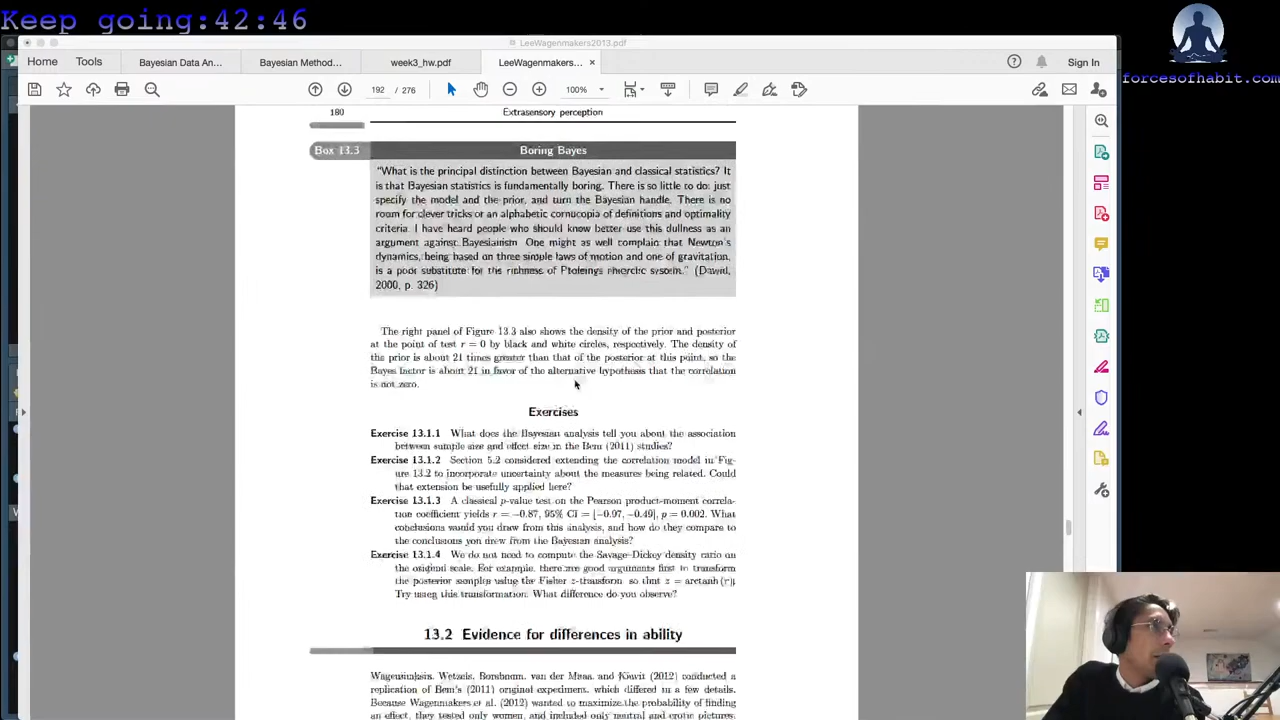 Keep going:42:46
forcesofhabit.com
LeeWagenmakers2013.pdf
Home Tools Bayesian Data An... Bayesian Method... week3_hw.pdf LeeWagenmakers... × Sign In
192 / 276 100%
180 Extrasensory perception
Box 13.3 Boring Bayes
“What is the principal distinction between Bayesian and classical statistics? It
is that Bayesian statistics is fundamentally boring. There is so little to do: just
specify the model and the prior, and turn the Bayesian handle. There is no
room for clever tricks or an alphabetic cornucopia of definitions and optimality
criteria. I have heard people who should know better use this dullness as an
argument against Bayesianism. One might as well complain that Newton's
dynamics, being based on three simple laws of motion and one of gravitation,
is a poor substitute for the richness of system.” (Dawid,
2000, p. 326)
The right panel of Figure 13.3 also shows the density of the prior and posterior
at the point of test r = 0 by black and white circles, respectively. The density of
the prior is about 21 times greater than that of the posterior at this point, so the
Bayes factor is about 21 in favor of the alternative hypothesis that the correlation
is not zero.
Exercises
Exercise 13.1.1 What does the Bayesian analysis tell you about the association
between sample size and effect size in the Bem (2011) studies?
Exercise 13.1.2 Section 5.2 considered extending the correlation model in Fig-
ure 13.2 to incorporate uncertainty about the measures being related. Could
that extension be usefully applied here?
Exercise 13.1.3 A classical p-value test on the Pearson product-moment correla-
tion coefficient yields r = −0.87, 95% CI = [−0.97, −0.49], p = 0.002. What
conclusions would you draw from this analysis, and how do they compare to
the conclusions you drew from the Bayesian analysis?
Exercise 13.1.4 We do not need to compute the Savage–Dickey density ratio on
the original scale. For example, there are good arguments first to transform
the posterior samples using the Fisher z-transform so that z = arctanh (r).
Try using this transformation. What difference do you observe?
13.2 Evidence for differences in ability
Wagenmakers, Wetzels, Borsboom, van der Maas, and Kievit (2012) conducted a
replication of Bem's (2011) original experiment, which differed in a few details.
Because Wagenmakers et al. (2012) wanted to maximize the probability of finding
an effect, they tested only women, and included only neutral and erotic pictures.